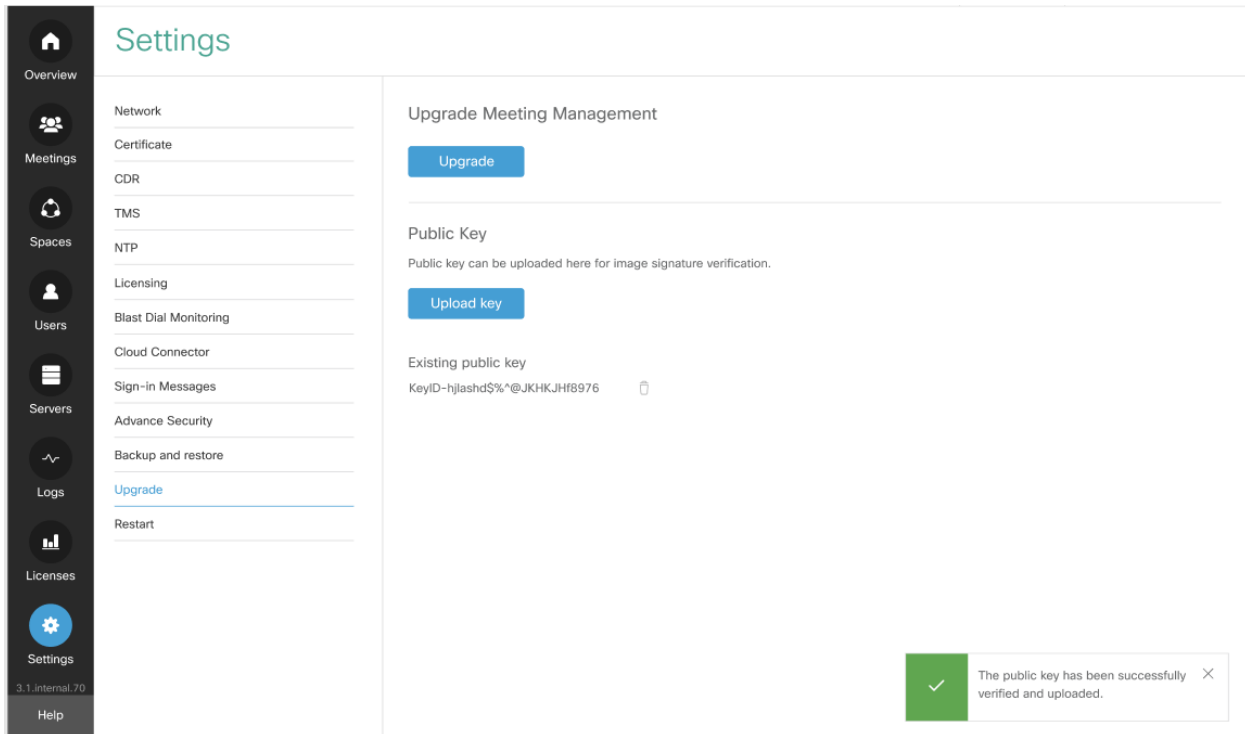 Settings
Overview
Meetings
Spaces
Users
Servers
Logs
Licenses
Settings
3.1.internal.70
Help
Network
Certificate
CDR
TMS
NTP
Licensing
Blast Dial Monitoring
Cloud Connector
Sign-in Messages
Advance Security
Backup and restore
Upgrade
Restart
Upgrade Meeting Management
Upgrade
Public Key
Public key can be uploaded here for image signature verification.
Upload key
Existing public key
KeyID-hjlashd$%^@JKHKJHf8976
The public key has been successfully
verified and uploaded.